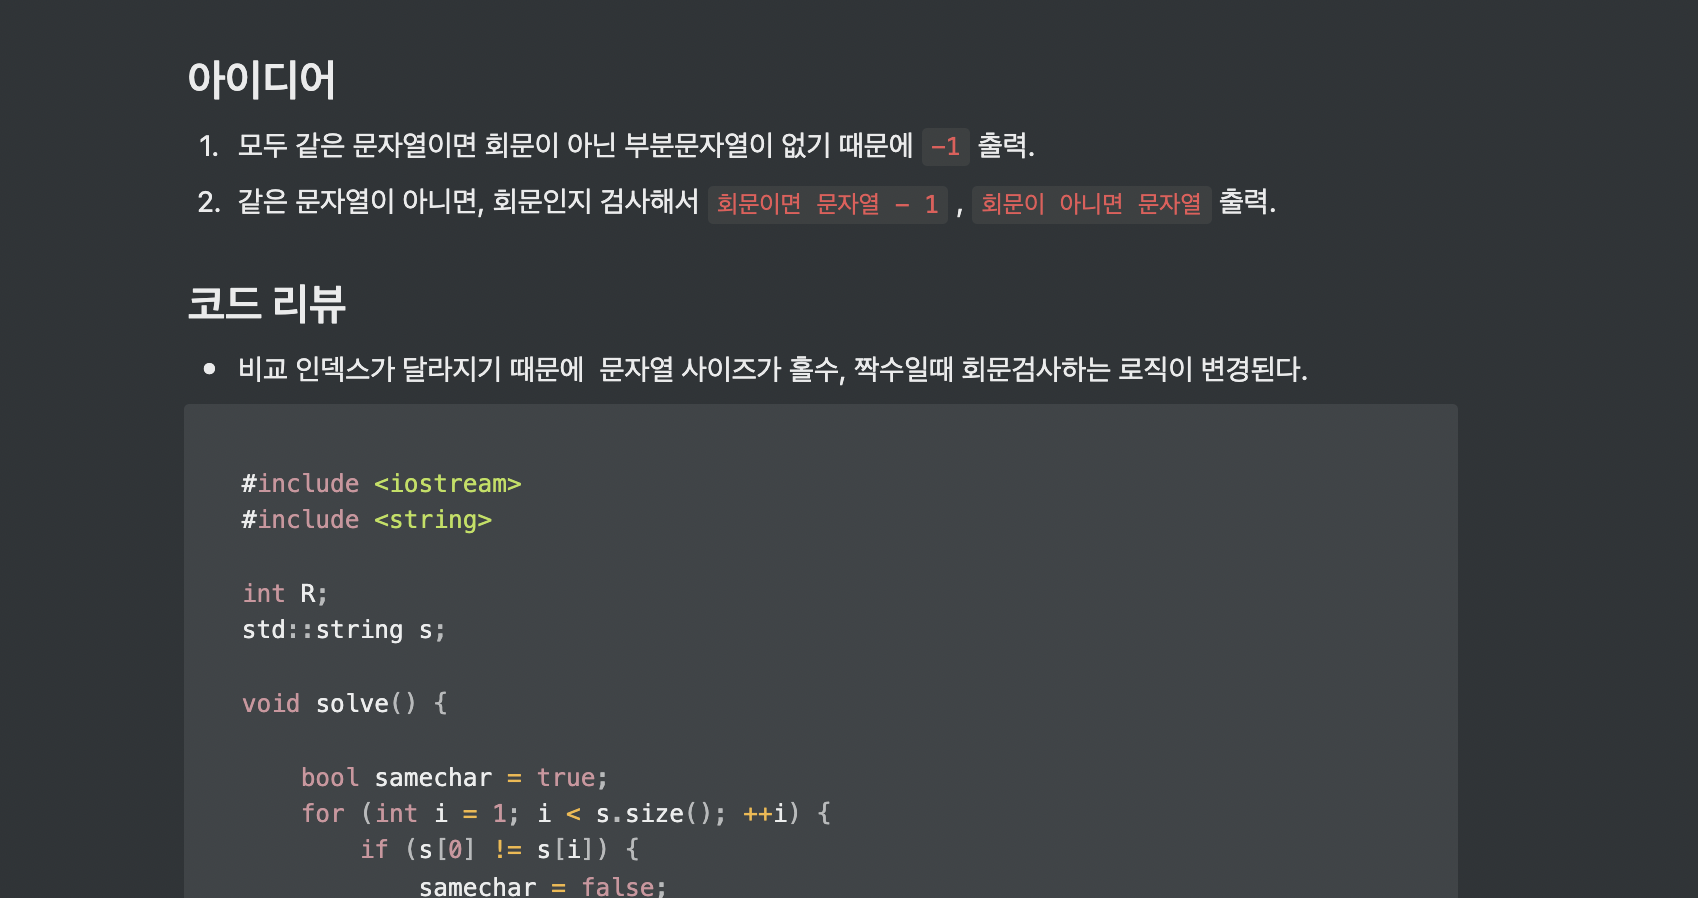 아이디어
1. 모두 같은 문자열이면 회문이 아닌 부분문자열이 없기 때문에 -1 출력.
2. 같은 문자열이 아니면, 회문인지 검사해서 회문이면 문자열 - 1 , 회문이 아니면 문자열 출력.
코드 리뷰
• 비교 인덱스가 달라지기 때문에 문자열 사이즈가 홀수, 짝수일때 회문검사하는 로직이 변경된다.
#include <iostream>
#include <string>
int R;
std::string s;
void solve() {
bool samechar = true;
for (int i = 1; i < s.size(); ++i) {
if (s[0] != s[i]) {
samechar = false;